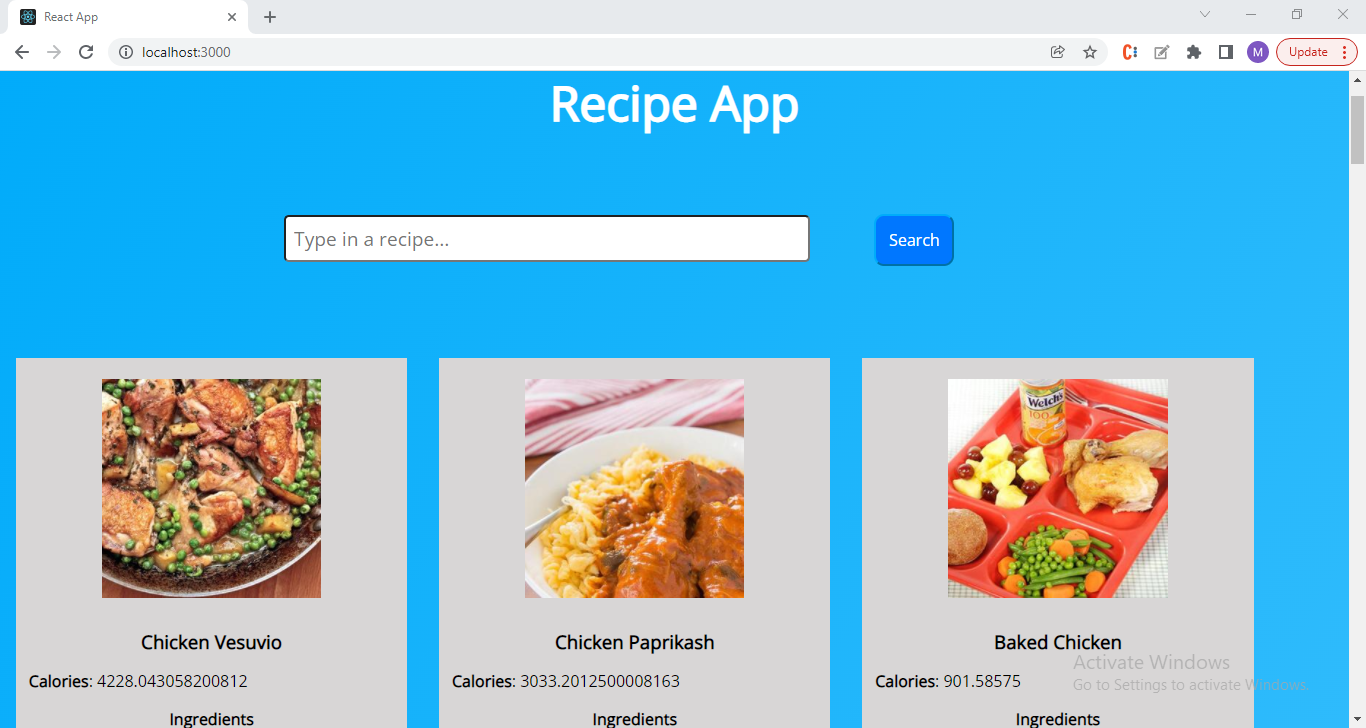 React App
localhost:3000
M
Update
Recipe App
Type in a recipe...
Search
Welch's
100
Chicken Vesuvio
Chicken Paprikash
Baked Chicken
Calories: 4228.043058200812
Calories: 3033.2012500008163
Calories: 901.58575
Activate Windows
Go to Settings to activate Windows.
Ingredients
Ingredients
Ingredients